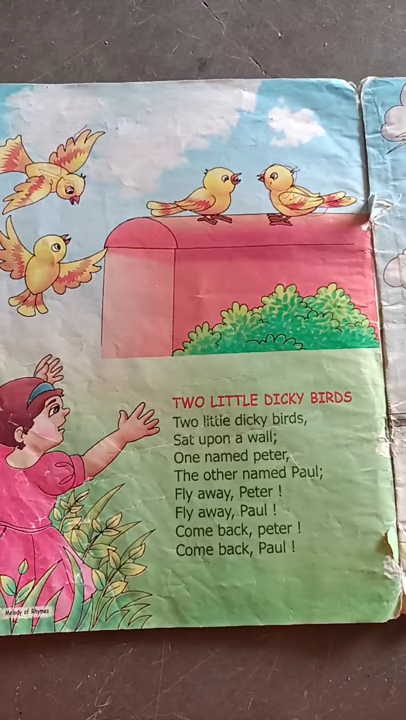 TWO LITTLE DICKY BIRDS
Two little dicky birds,
Sat upon a wall;
One named peter,
The other named Paul;
Fly away, Peter !
Fly away, Paul !
Come back, peter !
Come back, Paul !
Melody of Rhymes